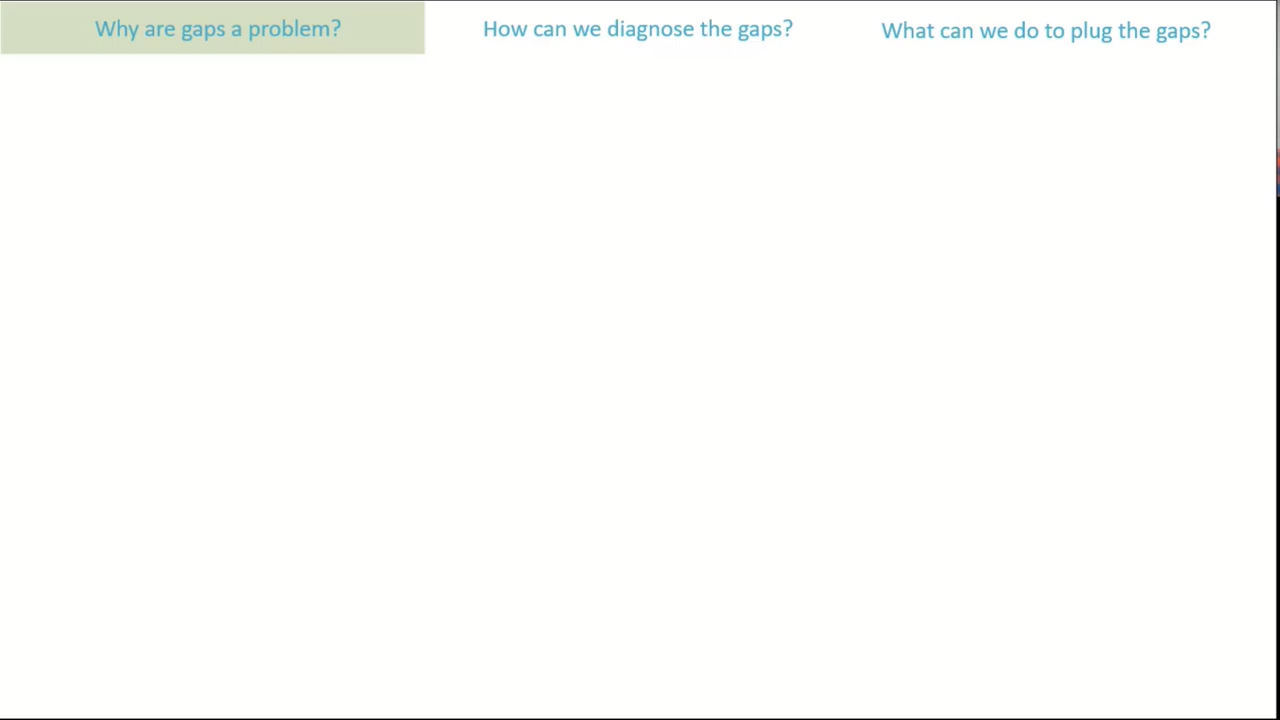 Why are gaps a problem?
How can we diagnose the gaps?
What can we do to plug the gaps?